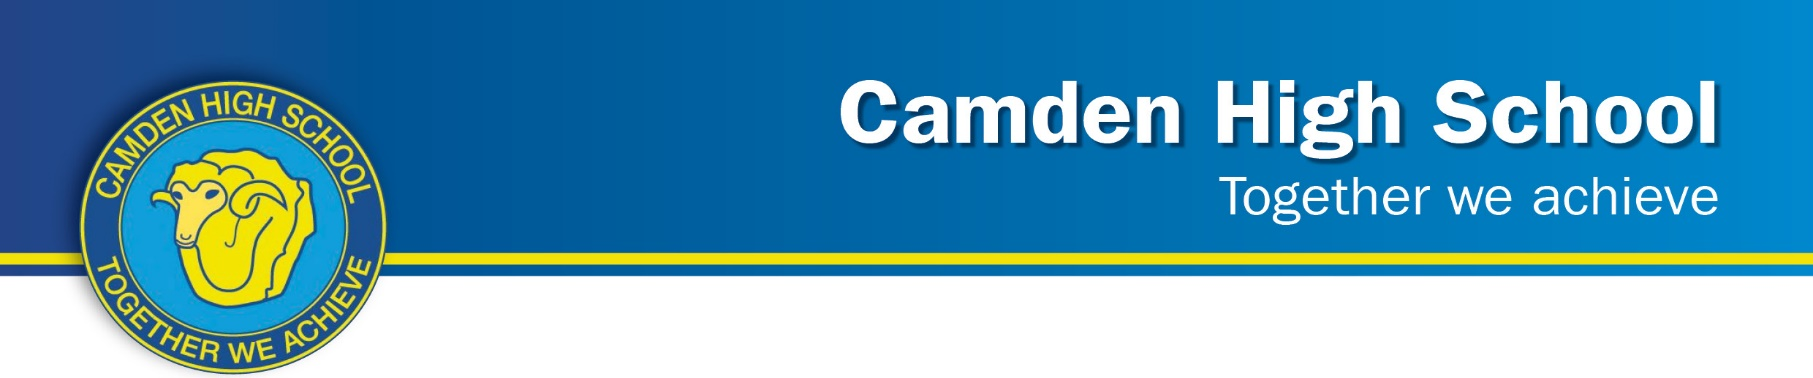 CAMDEN HIGH SCHOOL
TOGETHER WE ACHIEVE
Camden High School
Together we achieve